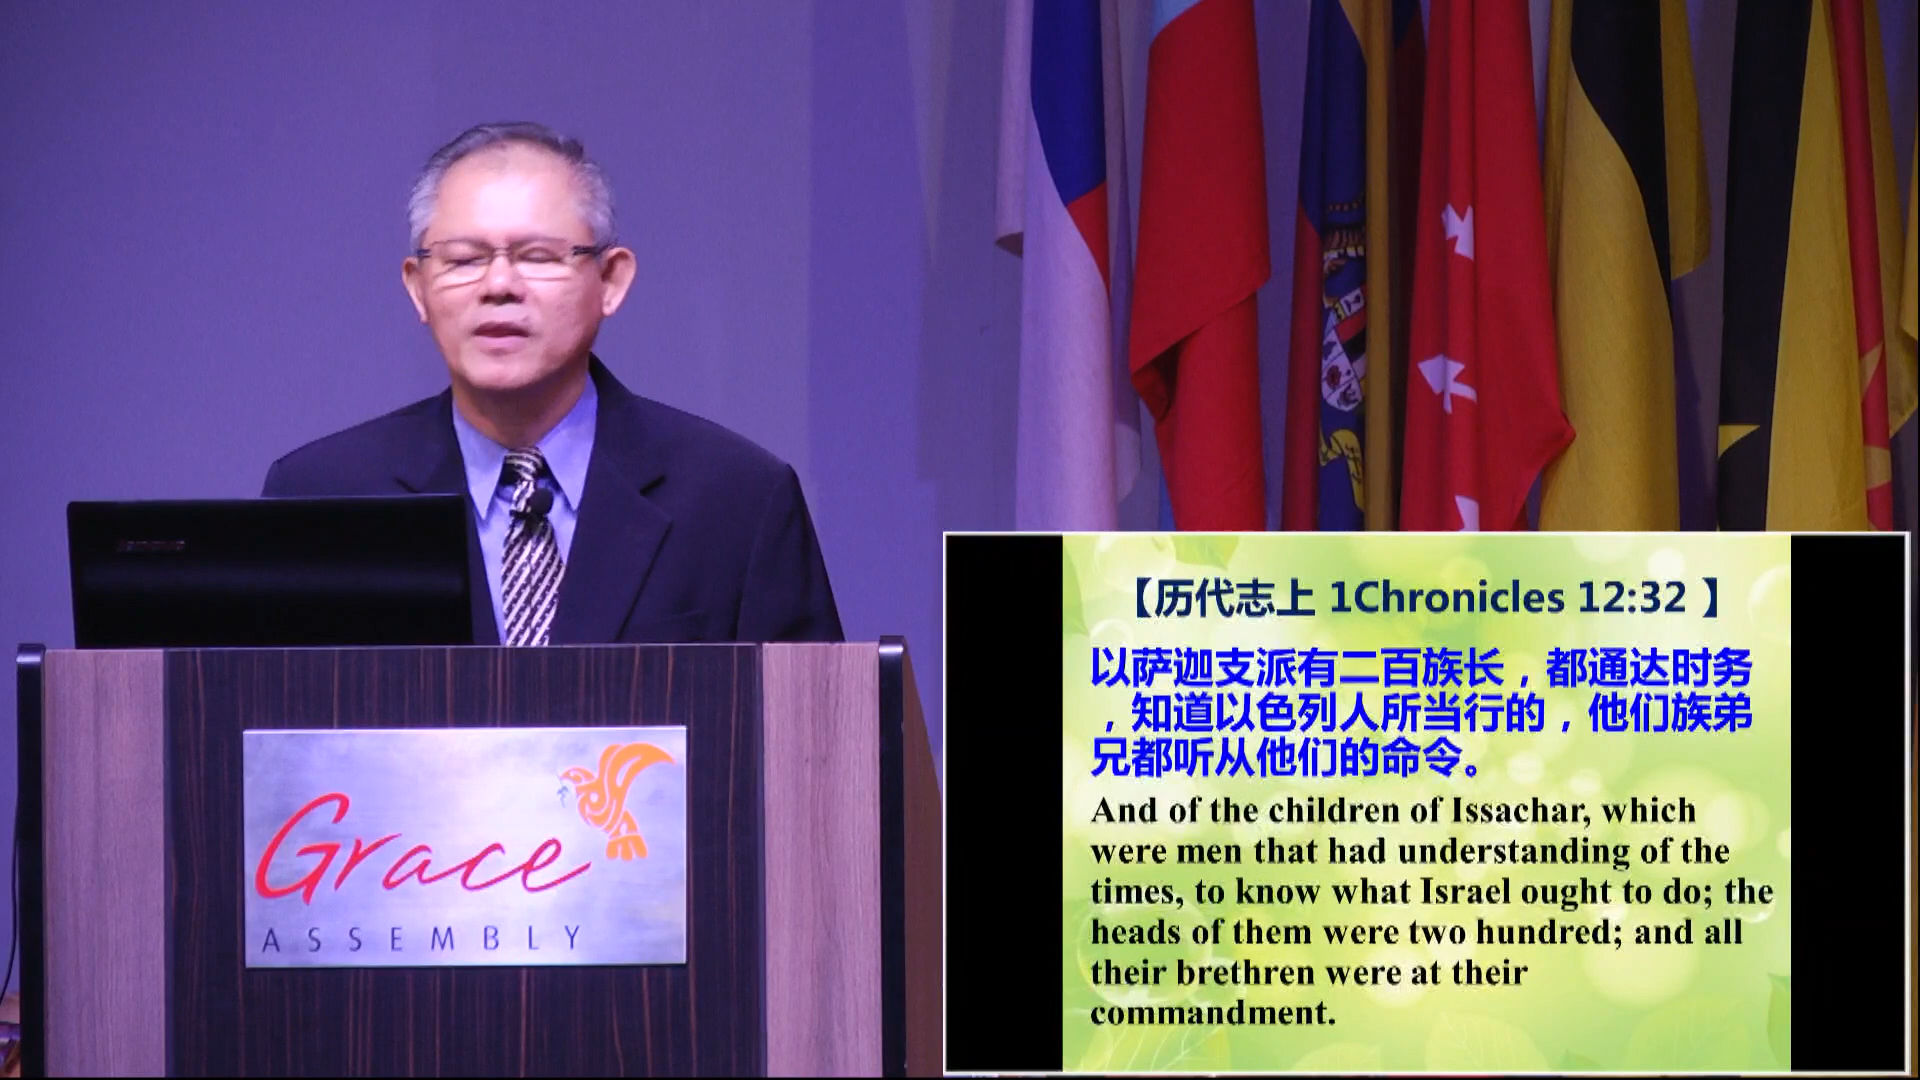 Grace
ASSEMBLY
【历代志上 1Chronicles 12:32 】
以萨迦支派有二百族长，都通达时务
，知道以色列人所当行的，他们族弟
兄都听从他们的命令。
And of the children of Issachar, which
were men that had understanding of the
times, to know what Israel ought to do; the
heads of them were two hundred; and all
their brethren were at their
commandment.